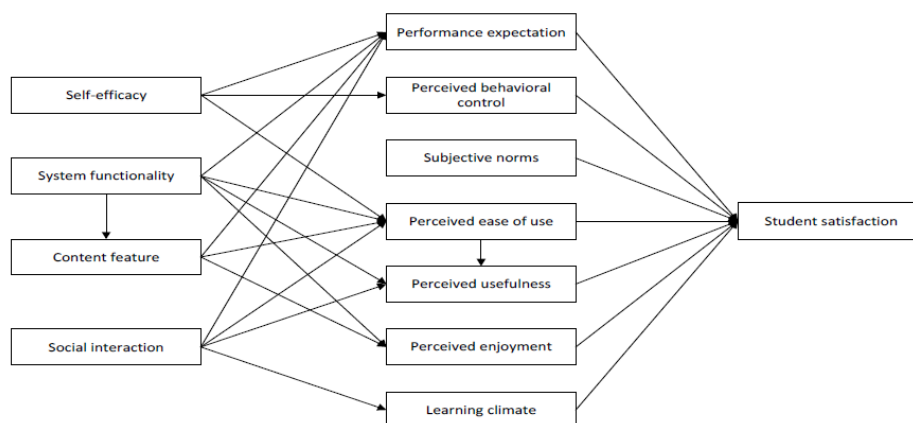 Performance expectation
Self-efficacy
Perceived behavioral
control
System functionality
Subjective norms
Content feature
Perceived ease of use
Student satisfaction
Perceived usefulness
Social interaction
Perceived enjoyment
Learning climate